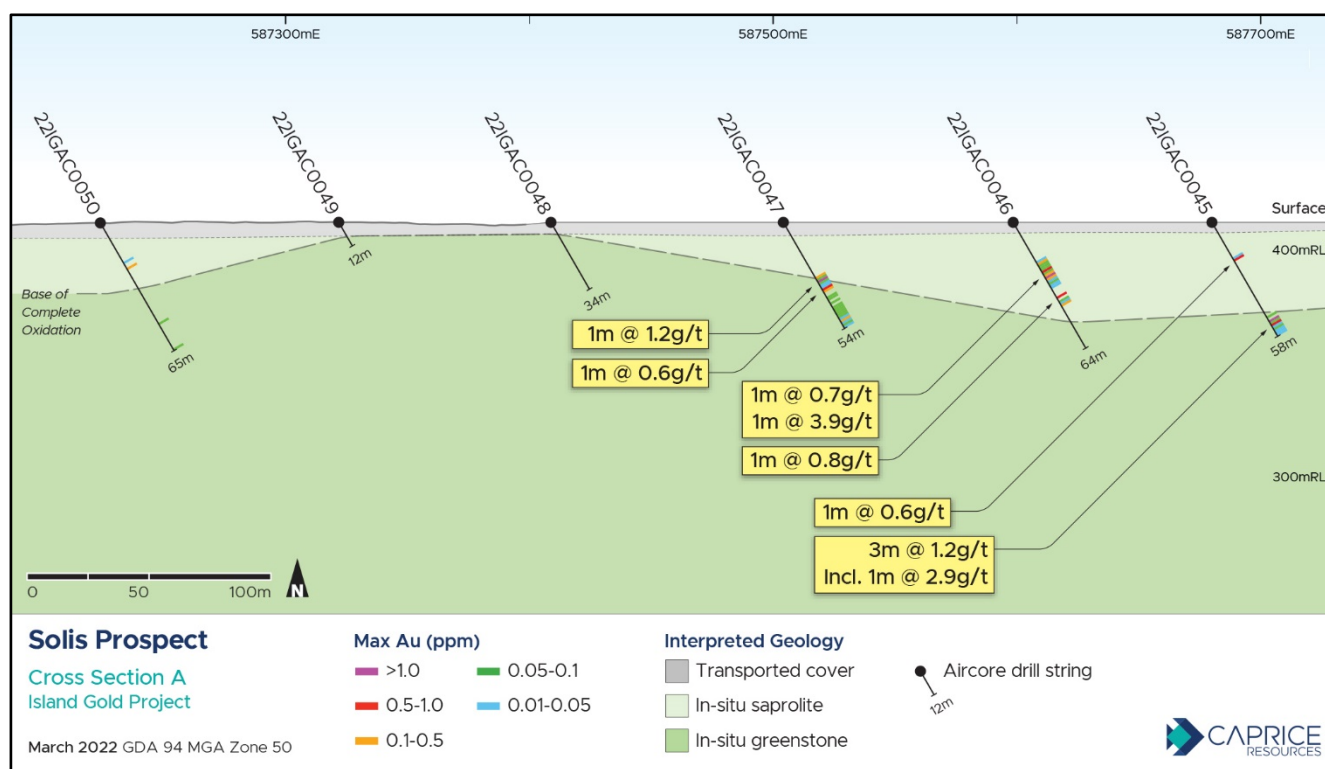 587300mE
587500mE
587700mE
22IGAC0050
22IGAC0049
22IGAC0048
22IGAC0047
22IGAC0046
22IGAC0045
Surface
400mRL
12m
Base of
Complete
Oxidation
34m
65m
54m
64m
58m
1m @ 1.2g/t
1m @ 0.6g/t
1m @ 0.7g/t
1m @ 3.9g/t
1m @ 0.8g/t
300mRL
1m @ 0.6g/t
3m @ 1.2g/t
Incl. 1m @ 2.9g/t
0 50 100m
N
Solis Prospect
Cross Section A
Island Gold Project
March 2022 GDA 94 MGA Zone 50
Max Au (ppm)
>1.0
0.5-1.0
0.1-0.5
0.05-0.1
0.01-0.05
Interpreted Geology
Transported cover
In-situ saprolite
In-situ greenstone
Aircore drill string
12m
CAPRICE
RESOURCES